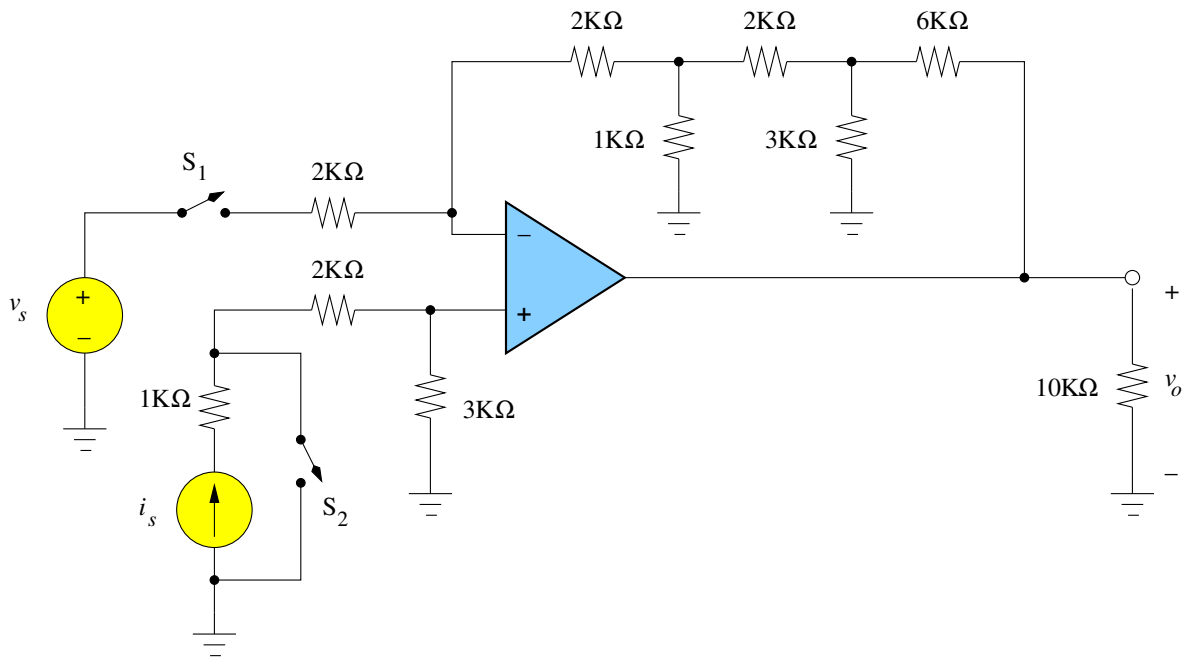 2KΩ 2KΩ 6KΩ
1KΩ 3KΩ
S1 2KΩ
−
2KΩ
vs + −
+
+
1KΩ 3KΩ 10KΩ vo
is S2 −